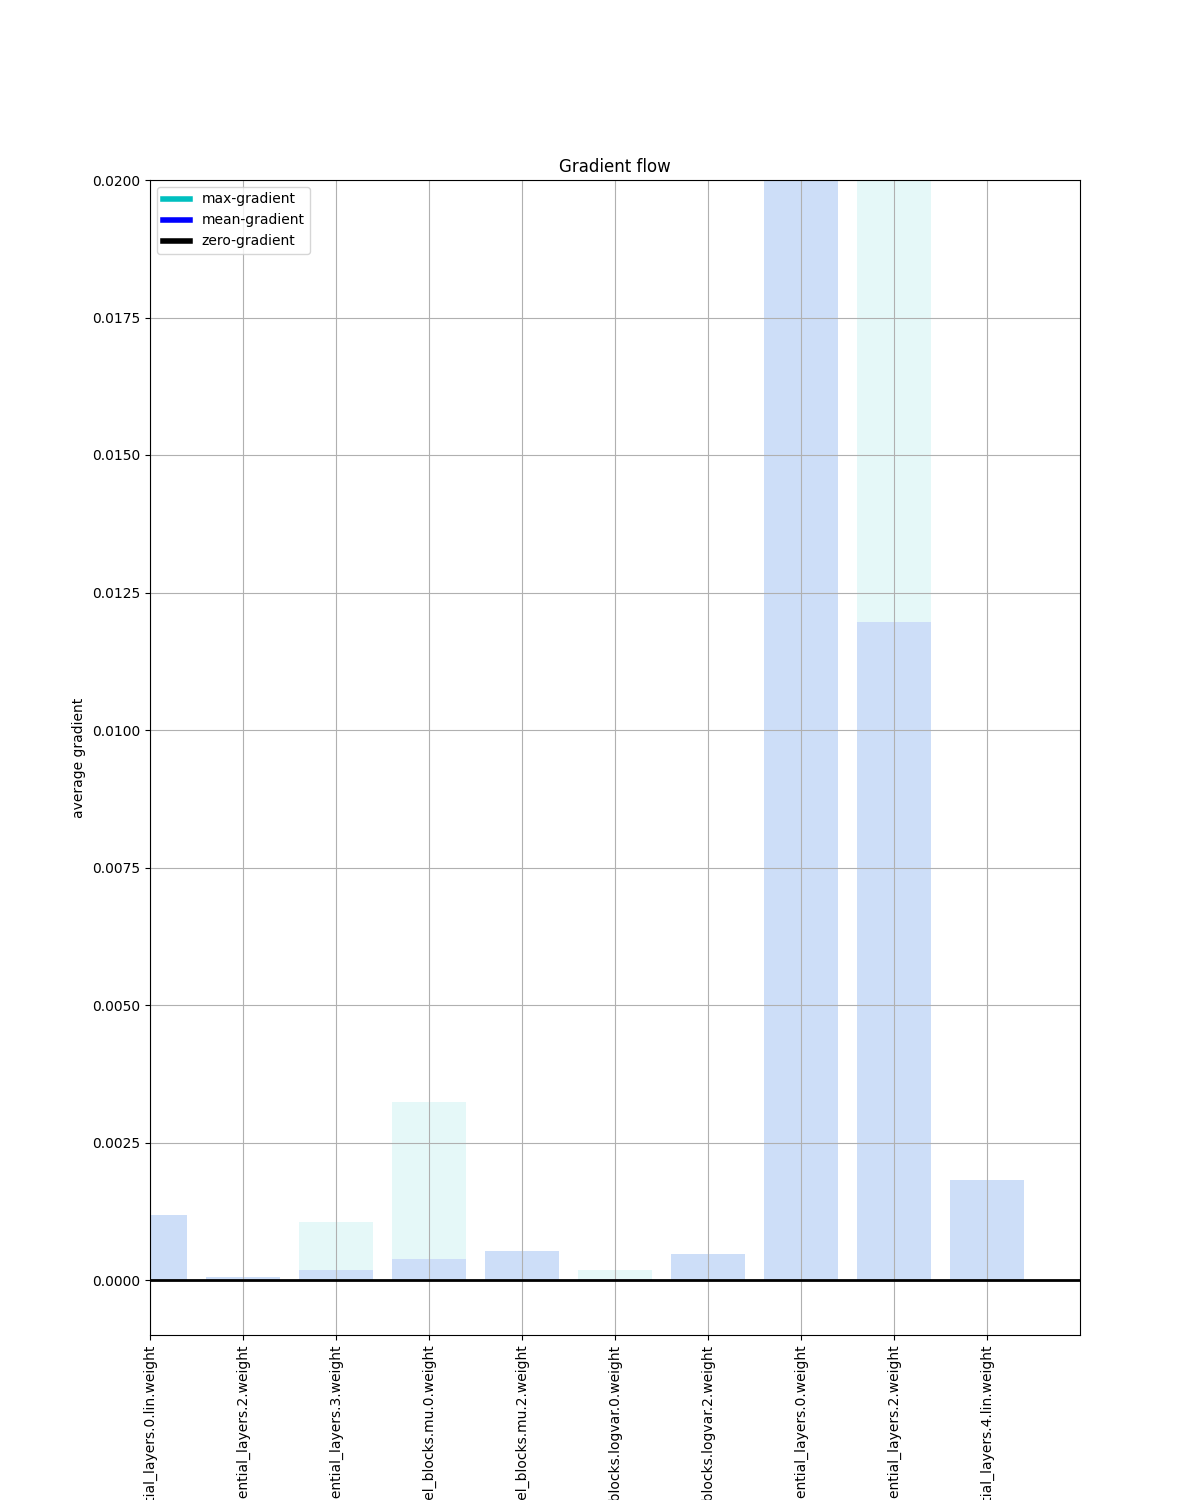 Gradient flow
max-gradient
mean-gradient
zero-gradient
0.0200
0.0175
0.0150
0.0125
0.0100
0.0075
0.0050
0.0025
0.0000
average gradient
tial_layers.0.lin.weight
ential_layers.2.weight
ential_layers.3.weight
el_blocks.mu.0.weight
el_blocks.mu.2.weight
blocks.logvar.0.weight
blocks.logvar.2.weight
ential_layers.0.weight
ential_layers.2.weight
tial_layers.4.lin.weight